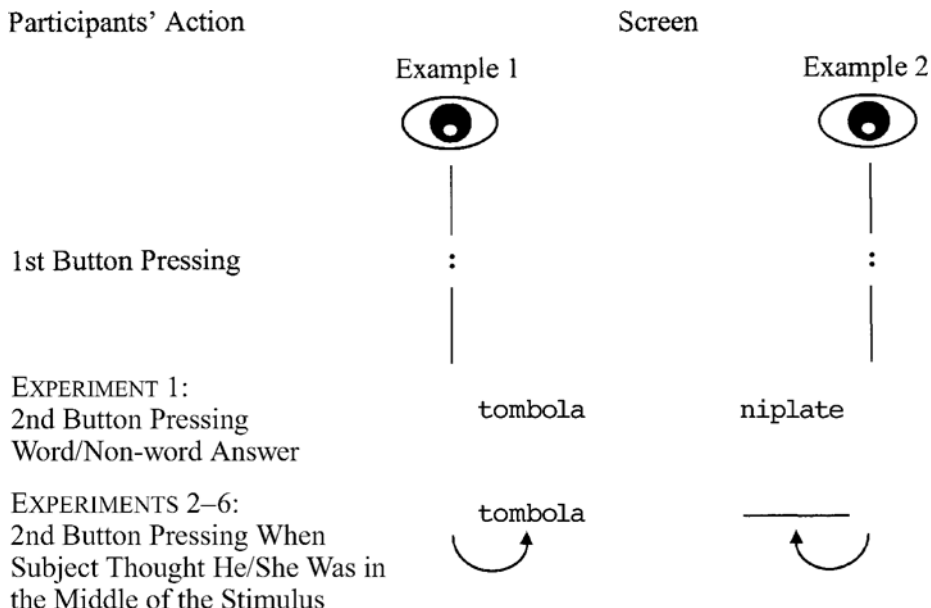 Participants' Action Screen
Example 1 Example 2
1st Button Pressing : :
EXPERIMENT 1:
2nd Button Pressing tombola niplate
Word/Non-word Answer
EXPERIMENTS 2–6:
2nd Button Pressing When tombola
Subject Thought He/She Was in
the Middle of the Stimulus